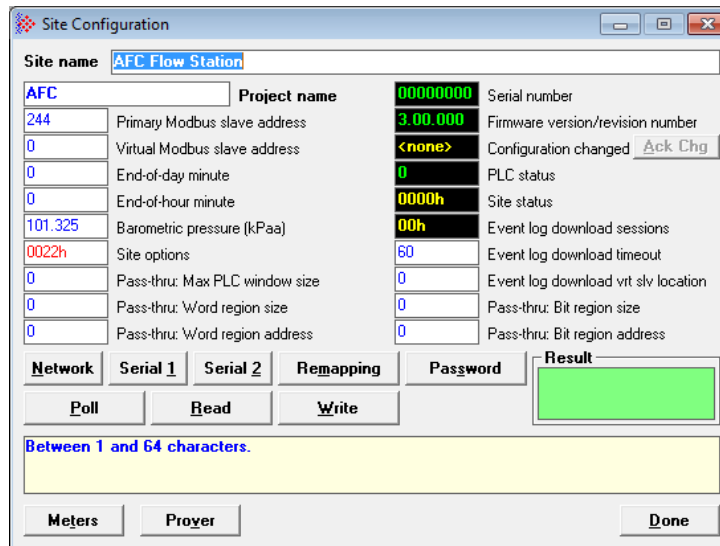 Site Configuration
Site name AFC Flow Station
AFC Project name 00000000 Serial number
244 Primary Modbus slave address 3.00.000 Firmware version/revision number
0 Virtual Modbus slave address <none> Configuration changed Ack Chg
0 End-of-day minute 0 PLC status
0 End-of-hour minute 0000h Site status
101.325 Barometric pressure (kPaa) 00h Event log download sessions
0022h Site options 60 Event log download timeout
0 Pass-thru: Max PLC window size 0 Event log download vrt slv location
0 Pass-thru: Word region size 0 Pass-thru: Bit region size
0 Pass-thru: Word region address 0 Pass-thru: Bit region address
Network Serial 1 Serial 2 Remapping Password Result
Poll Read Write
Between 1 and 64 characters.
Meters Prover Done